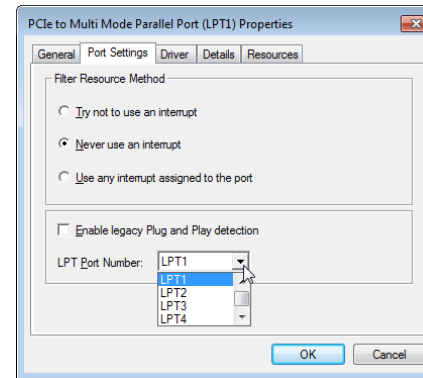 PCIe to Multi Mode Parallel Port (LPT1) Properties
General Port Settings Driver Details Resources
Filter Resource Method
Try not to use an interrupt
Never use an interrupt
Use any interrupt assigned to the port
Enable legacy Plug and Play detection
LPT Port Number: LPT1
LPT1
LPT2
LPT3
LPT4
OK Cancel